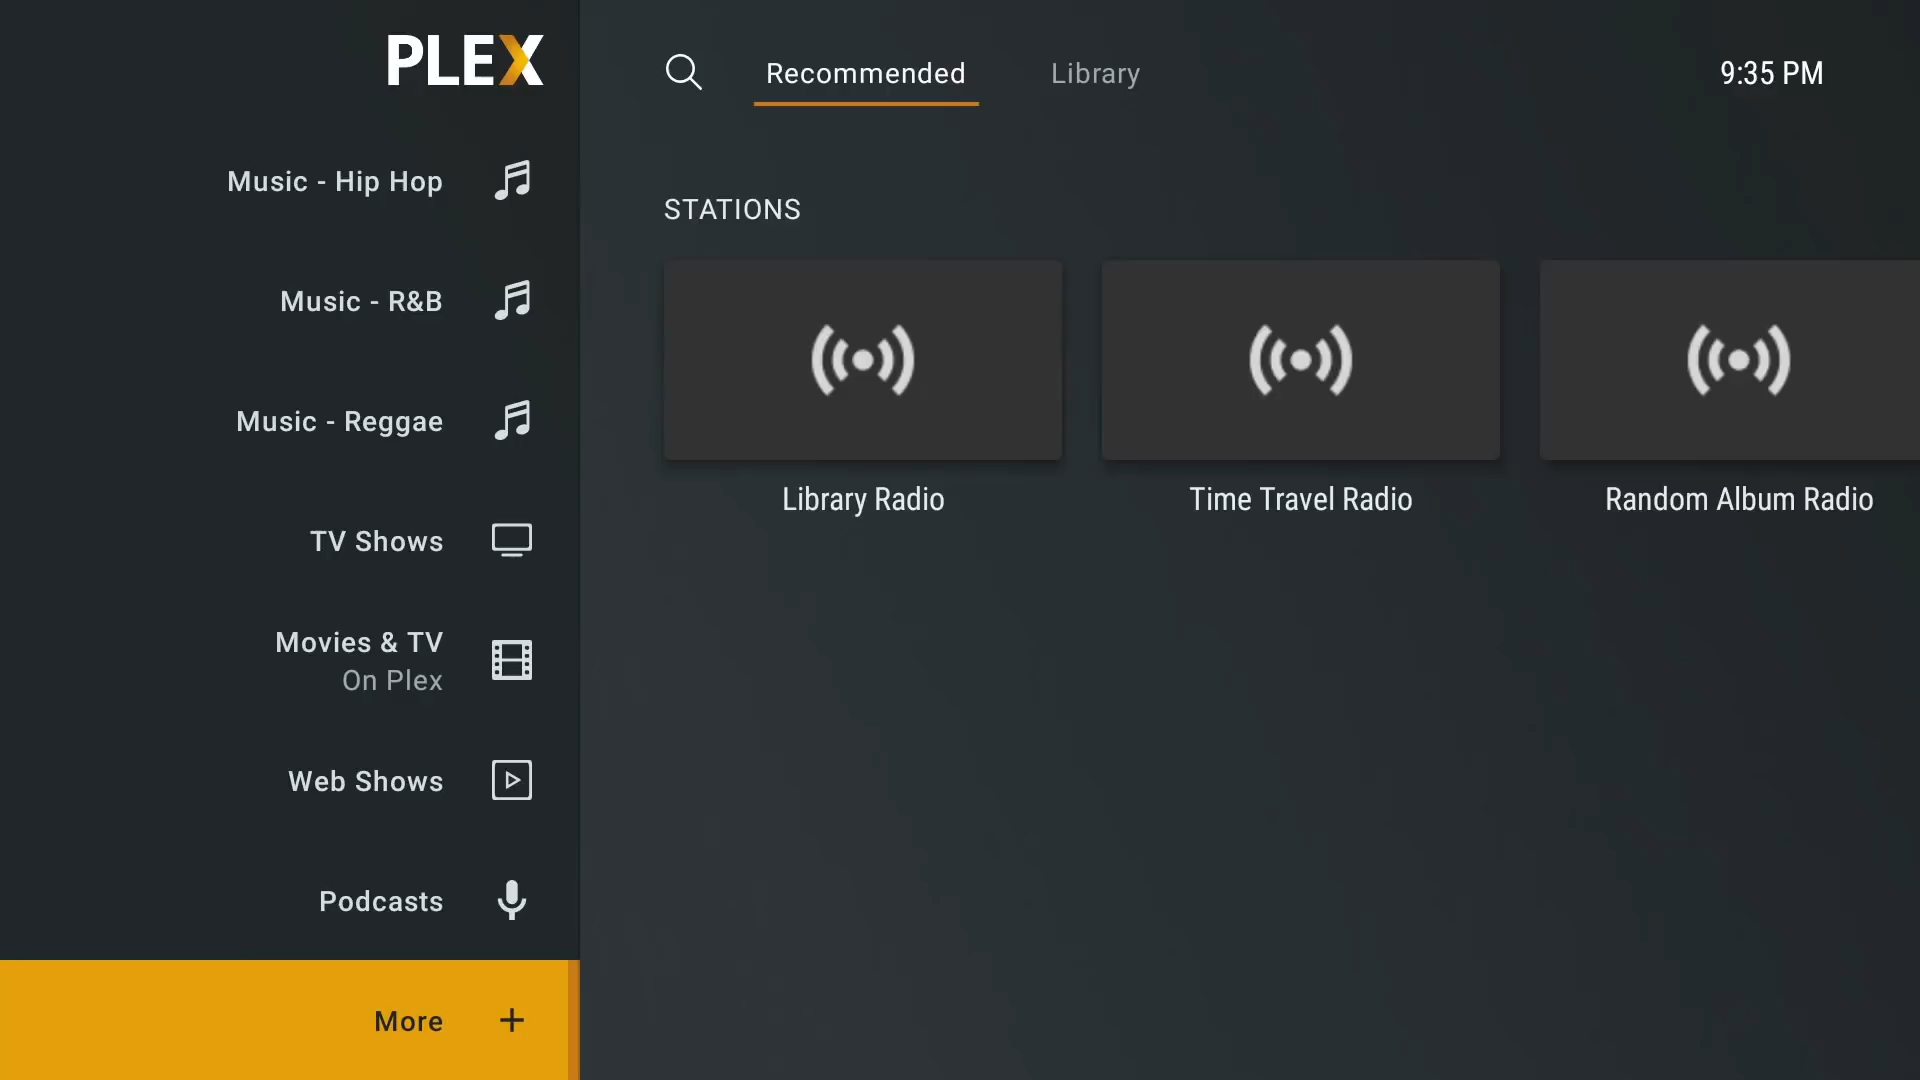 PLEX
Music - Hip Hop
Music - R&B
Music - Reggae
TV Shows
Movies & TV
On Plex
Web Shows
Podcasts
More
Recommended
Library
9:35 PM
STATIONS
Library Radio
Time Travel Radio
Random Album Radio